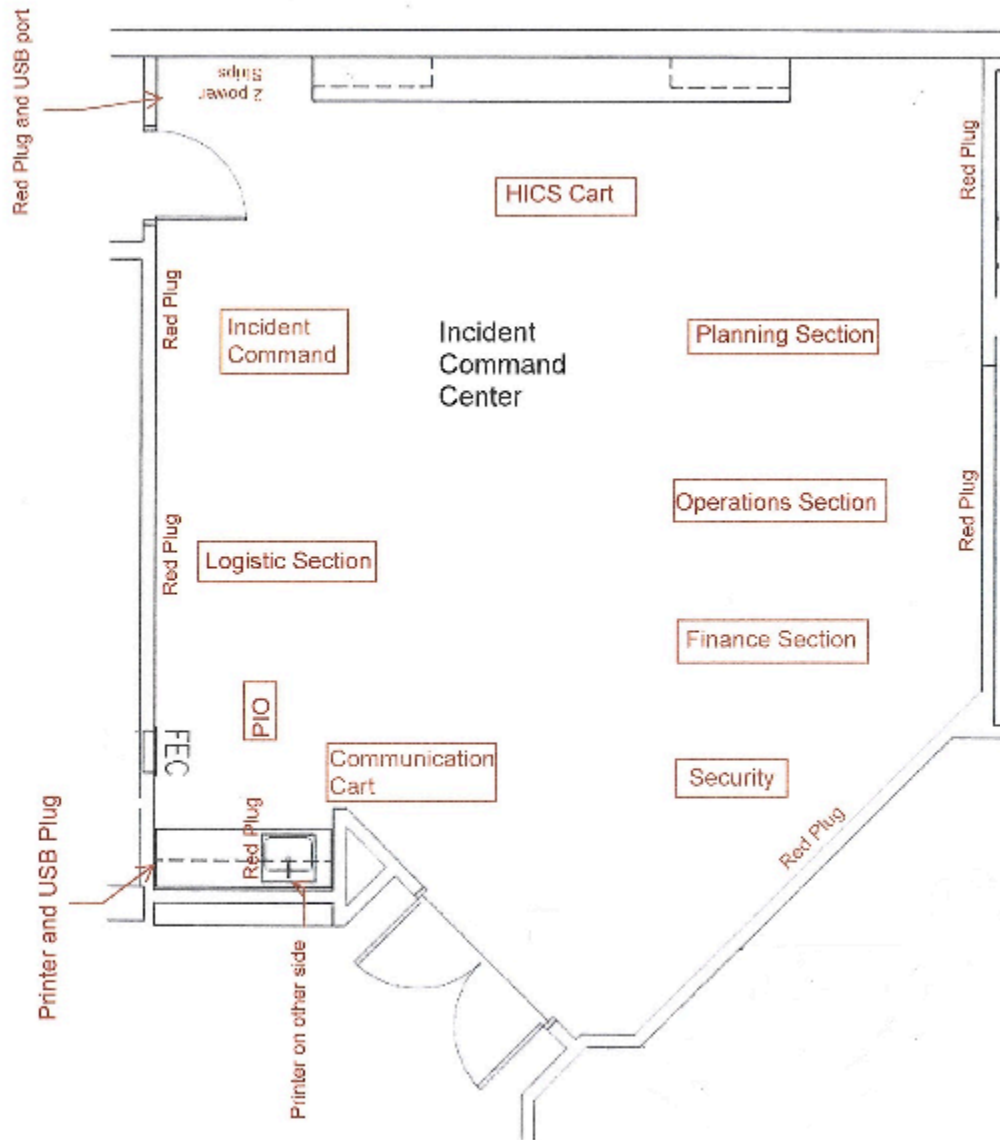 Red Plug and USB port
2 power
Strips
HICS Cart
Red Plug
Red Plug
Incident
Command
Incident
Command
Center
Planning Section
Operations Section
Red Plug
Red Plug
Logistic Section
Finance Section
PIO
FEC
Communication
Cart
Security
Red Plug
Red Plug
Printer and USB Plug
Printer on other side